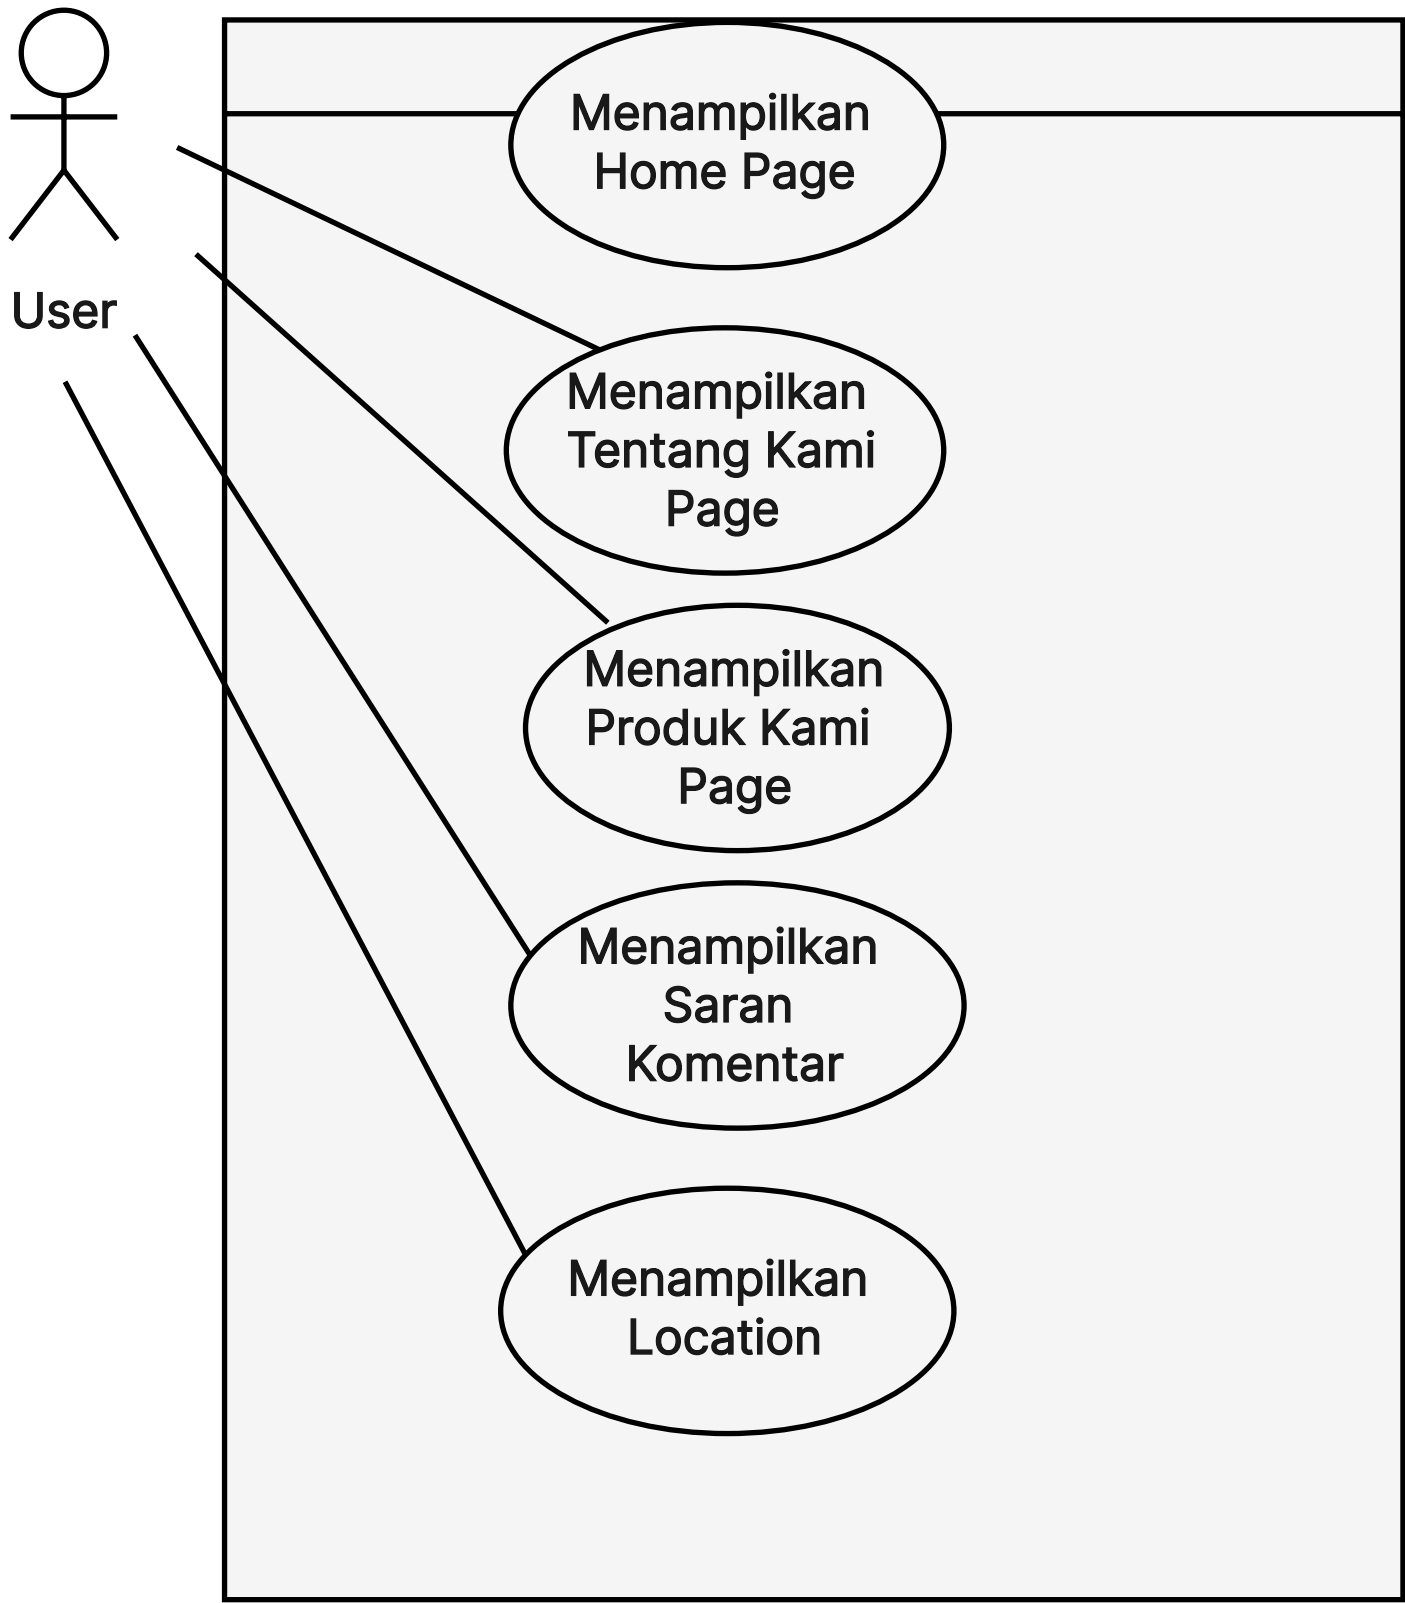 Menampilkan
Home Page
User
Menampilkan
Tentang Kami
Page
Menampilkan
Produk Kami
Page
Menampilkan
Saran
Komentar
Menampilkan
Location